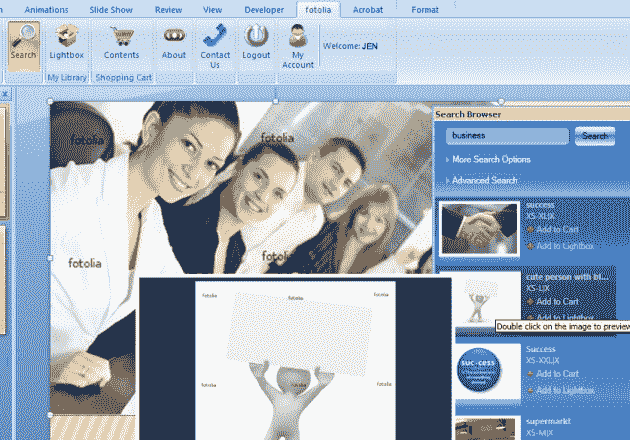 Animations Slide Show Review View Developer fotolia Acrobat Format
Search Lightbox Contents About Contact Us Logout My Account Welcome: JEN
My Library Shopping Cart
Search Browser
business Search
More Search Options
Advanced Search
success
XS-XLIX
Add to Cart
Add to Lightbox
cute person with bl...
XS-LIX
Add to Cart
Add to Lightbox
Double click on the image to preview
Success
XS-XXLIX
Add to Cart
Add to Lightbox
suc-cess
supermarkt
XS-MIX
fotolia
fotolia
fotolia
fotolia
fotolia
fotolia
fotolia
fotolia
fotolia
fotolia